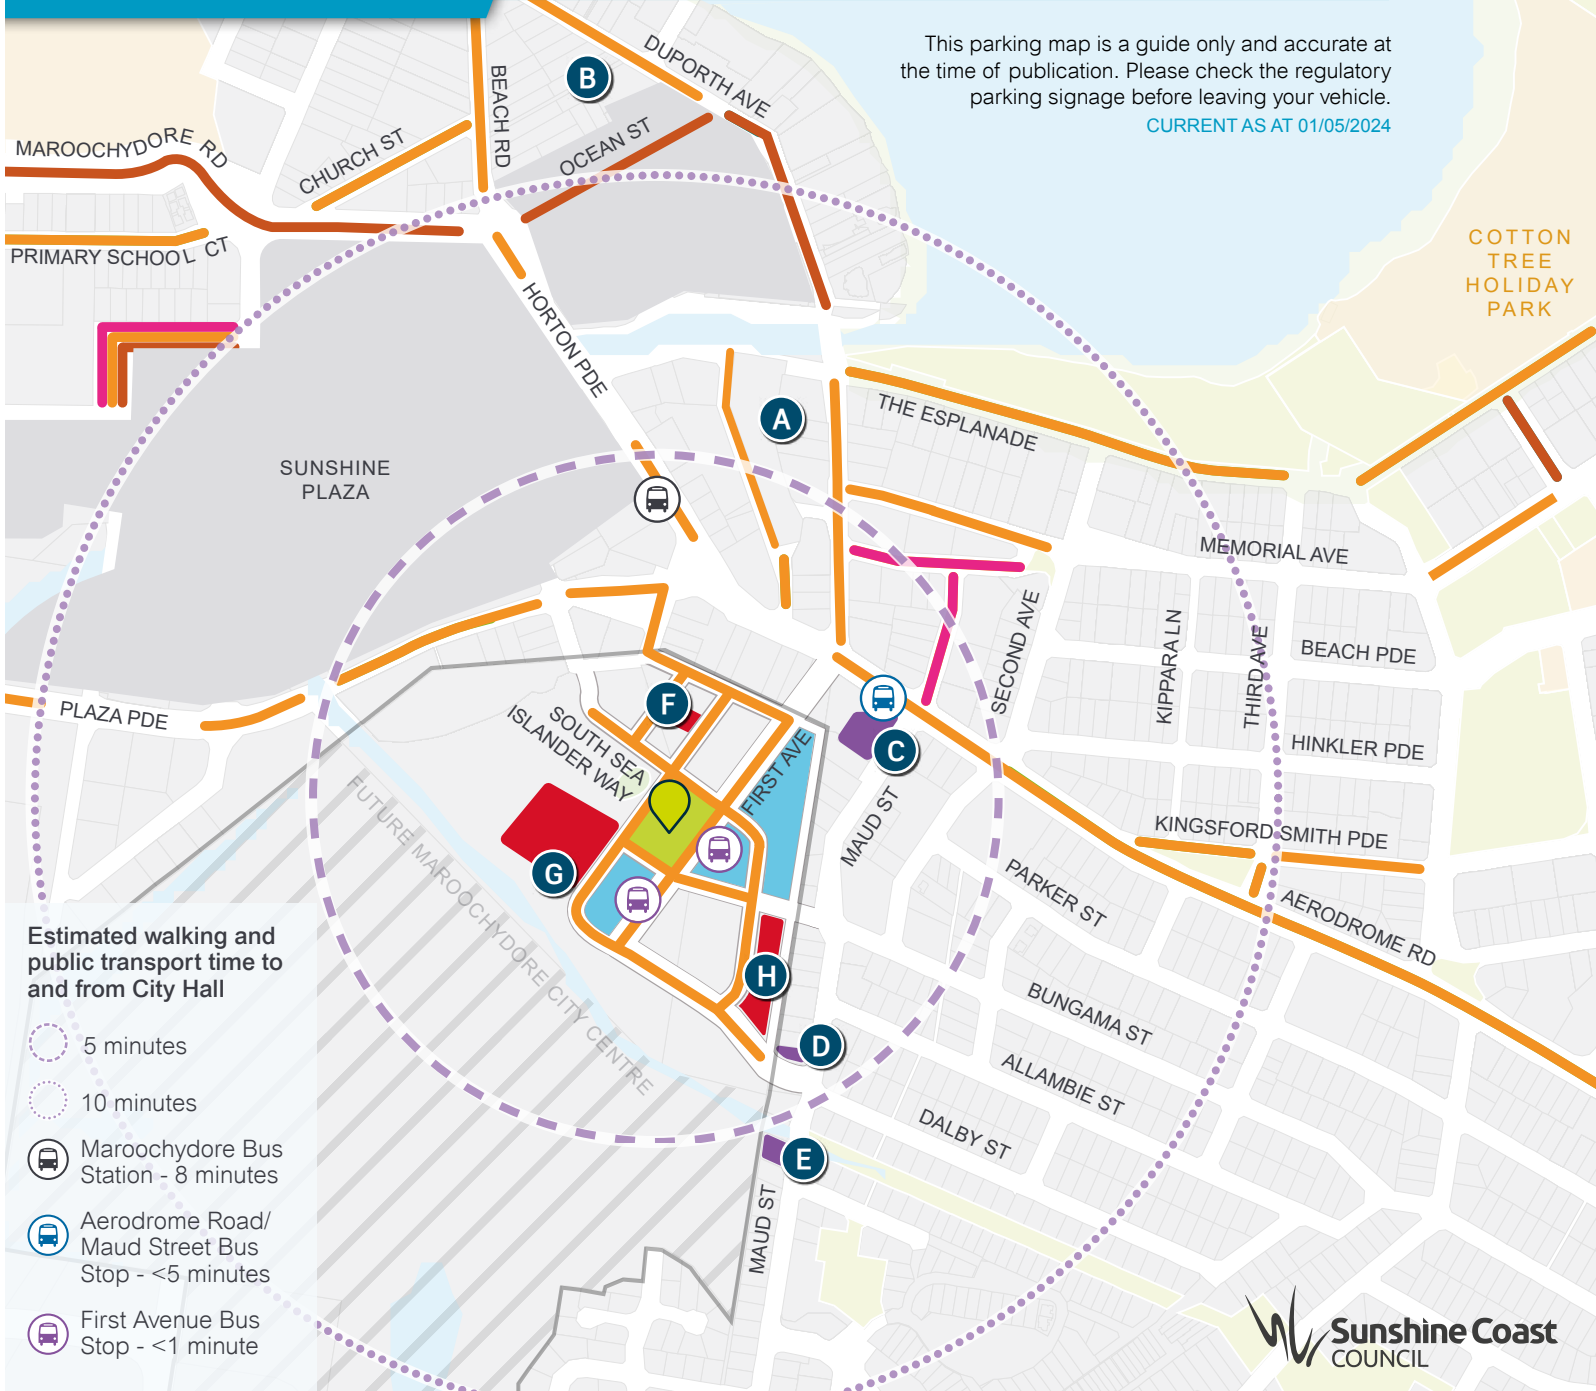 This parking map is a guide only and accurate at
the time of publication. Please check the regulatory
parking signage before leaving your vehicle.
CURRENT AS AT 01/05/2024
B
DUPORTH AVE
BEACH RD
OCEAN ST
CHURCH ST
MAROOCHYDORE RD
PRIMARY SCHOOL CT
COTTON
TREE
HOLIDAY
PARK
HORTON PDE
A
THE ESPLANADE
SUNSHINE
PLAZA
MEMORIAL AVE
SECOND AVE
KIPPARA LN
THIRD AVE
BEACH PDE
PLAZA PDE
F
SOUTH SEA
ISLANDER WAY
FIRST AVE
C
HINKLER PDE
MAUD ST
KINGSFORD SMITH PDE
FUTURE MAROOCHYDORE CITY CENTRE
G
PARKER ST
AERODROME RD
H
BUNGAMA ST
D
ALLAMBIE ST
DALBY ST
E
MAUD ST
Estimated walking and
public transport time to
and from City Hall
5 minutes
10 minutes
Maroochydore Bus
Station - 8 minutes
Aerodrome Road/
Maud Street Bus
Stop - <5 minutes
First Avenue Bus
Stop - <1 minute
Sunshine Coast
COUNCIL